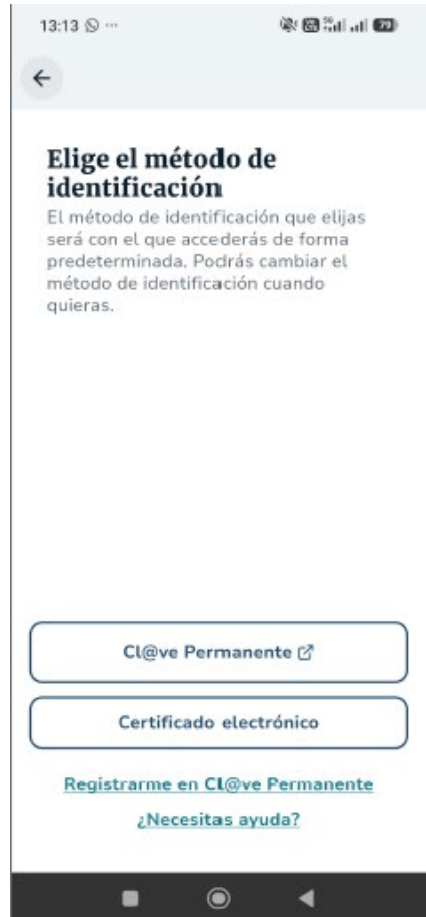 13:13
79
Elige el método de
identificación
El método de identificación que elijas
será con el que accederás de forma
predeterminada. Podrás cambiar el
método de identificación cuando
quieras.
Cl@ve Permanente
Certificado electrónico
Registrarme en Cl@ve Permanente
¿Necesitas ayuda?